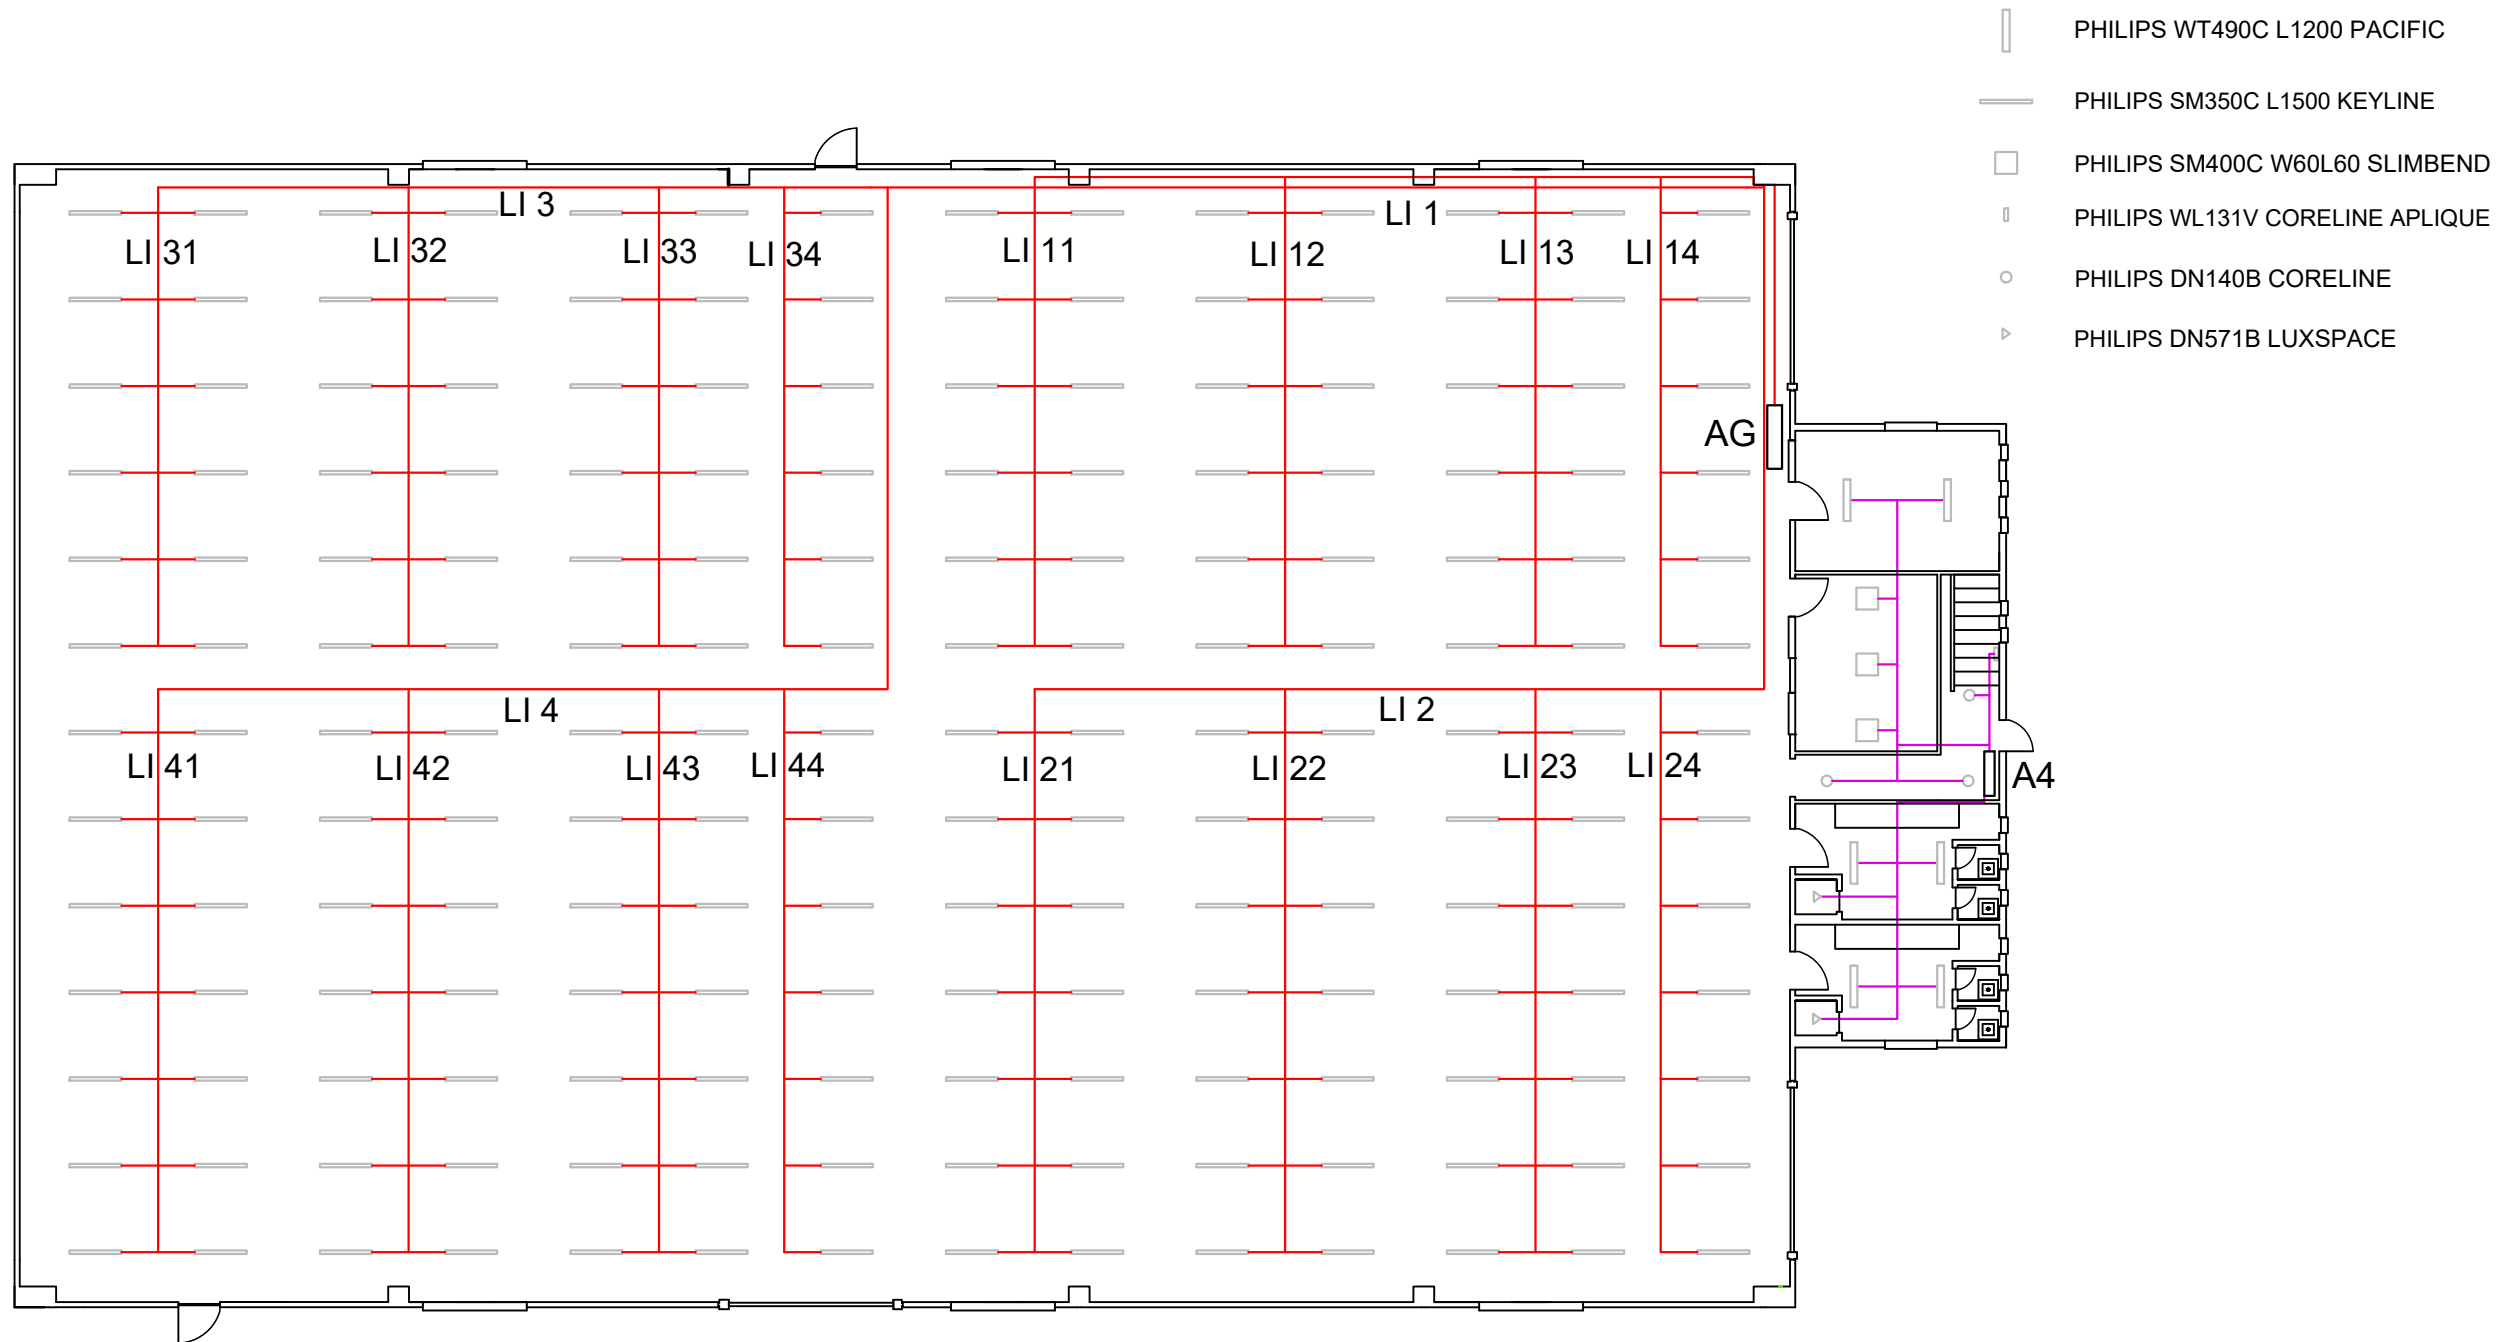 PHILIPS WT490C L1200 PACIFIC
PHILIPS SM350C L1500 KEYLINE
PHILIPS SM400C W60L60 SLIMBEND
PHILIPS WL131V CORELINE APLIQUE
PHILIPS DN140B CORELINE
PHILIPS DN571B LUXSPACE
LI 3
LI 1
LI 31
LI 32
LI 33
LI 34
LI 11
LI 12
LI 13
LI 14
AG
LI 4
LI 2
LI 41
LI 42
LI 43
LI 44
LI 21
LI 22
LI 23
LI 24
A4